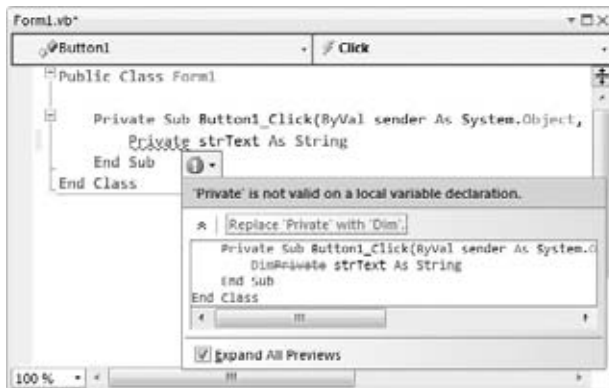 Form1.vb*
Button1 Click
Public Class Form1
Private Sub Button1_Click(ByVal sender As System.Object,
Private strText As String
End Sub
End Class
'Private' is not valid on a local variable declaration.
Replace 'Private' with 'Dim'.
Private Sub Button1_Click(ByVal sender As System.O
DimPrivate strText As String
End Sub
End Class
Expand All Previews
100 %